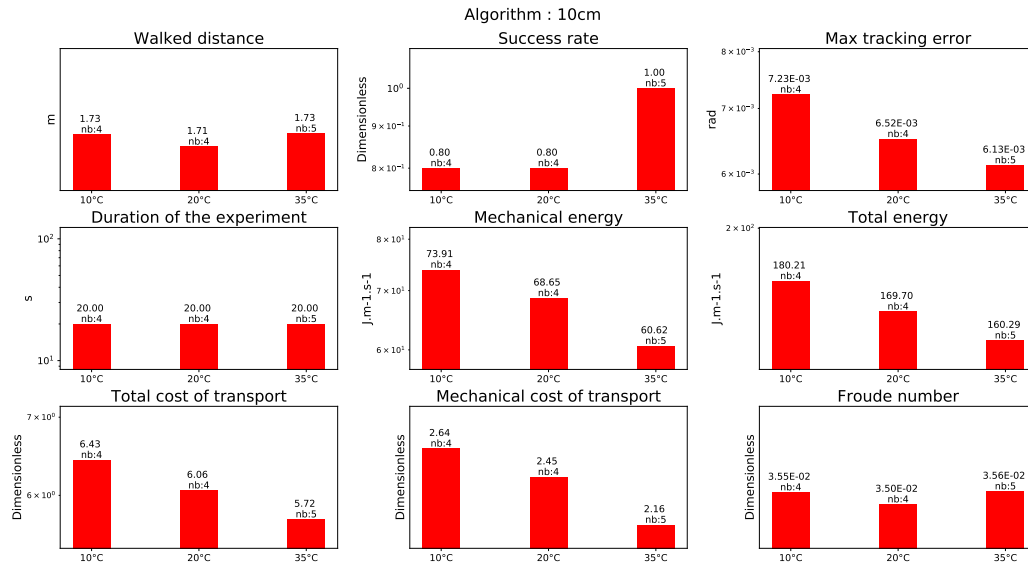 Algorithm : 10cm
Walked distance
m
1.73
nb:4
1.71
nb:4
1.73
nb:5
10°C
20°C
35°C
Success rate
Dimensionless
10⁰
9 × 10⁻¹
8 × 10⁻¹
0.80
nb:4
0.80
nb:4
1.00
nb:5
10°C
20°C
35°C
Max tracking error
rad
8 × 10⁻³
7 × 10⁻³
6 × 10⁻³
7.23E-03
nb:4
6.52E-03
nb:4
6.13E-03
nb:5
10°C
20°C
35°C
Duration of the experiment
s
10²
10¹
20.00
nb:4
20.00
nb:4
20.00
nb:5
10°C
20°C
35°C
Mechanical energy
J.m-1.s-1
8 × 10¹
7 × 10¹
6 × 10¹
73.91
nb:4
68.65
nb:4
60.62
nb:5
10°C
20°C
35°C
Total energy
J.m-1.s-1
2 × 10²
180.21
nb:4
169.70
nb:4
160.29
nb:5
10°C
20°C
35°C
Total cost of transport
Dimensionless
7 × 10⁰
6 × 10⁰
6.43
nb:4
6.06
nb:4
5.72
nb:5
10°C
20°C
35°C
Mechanical cost of transport
Dimensionless
2.64
nb:4
2.45
nb:4
2.16
nb:5
10°C
20°C
35°C
Froude number
Dimensionless
3.55E-02
nb:4
3.50E-02
nb:4
3.56E-02
nb:5
10°C
20°C
35°C